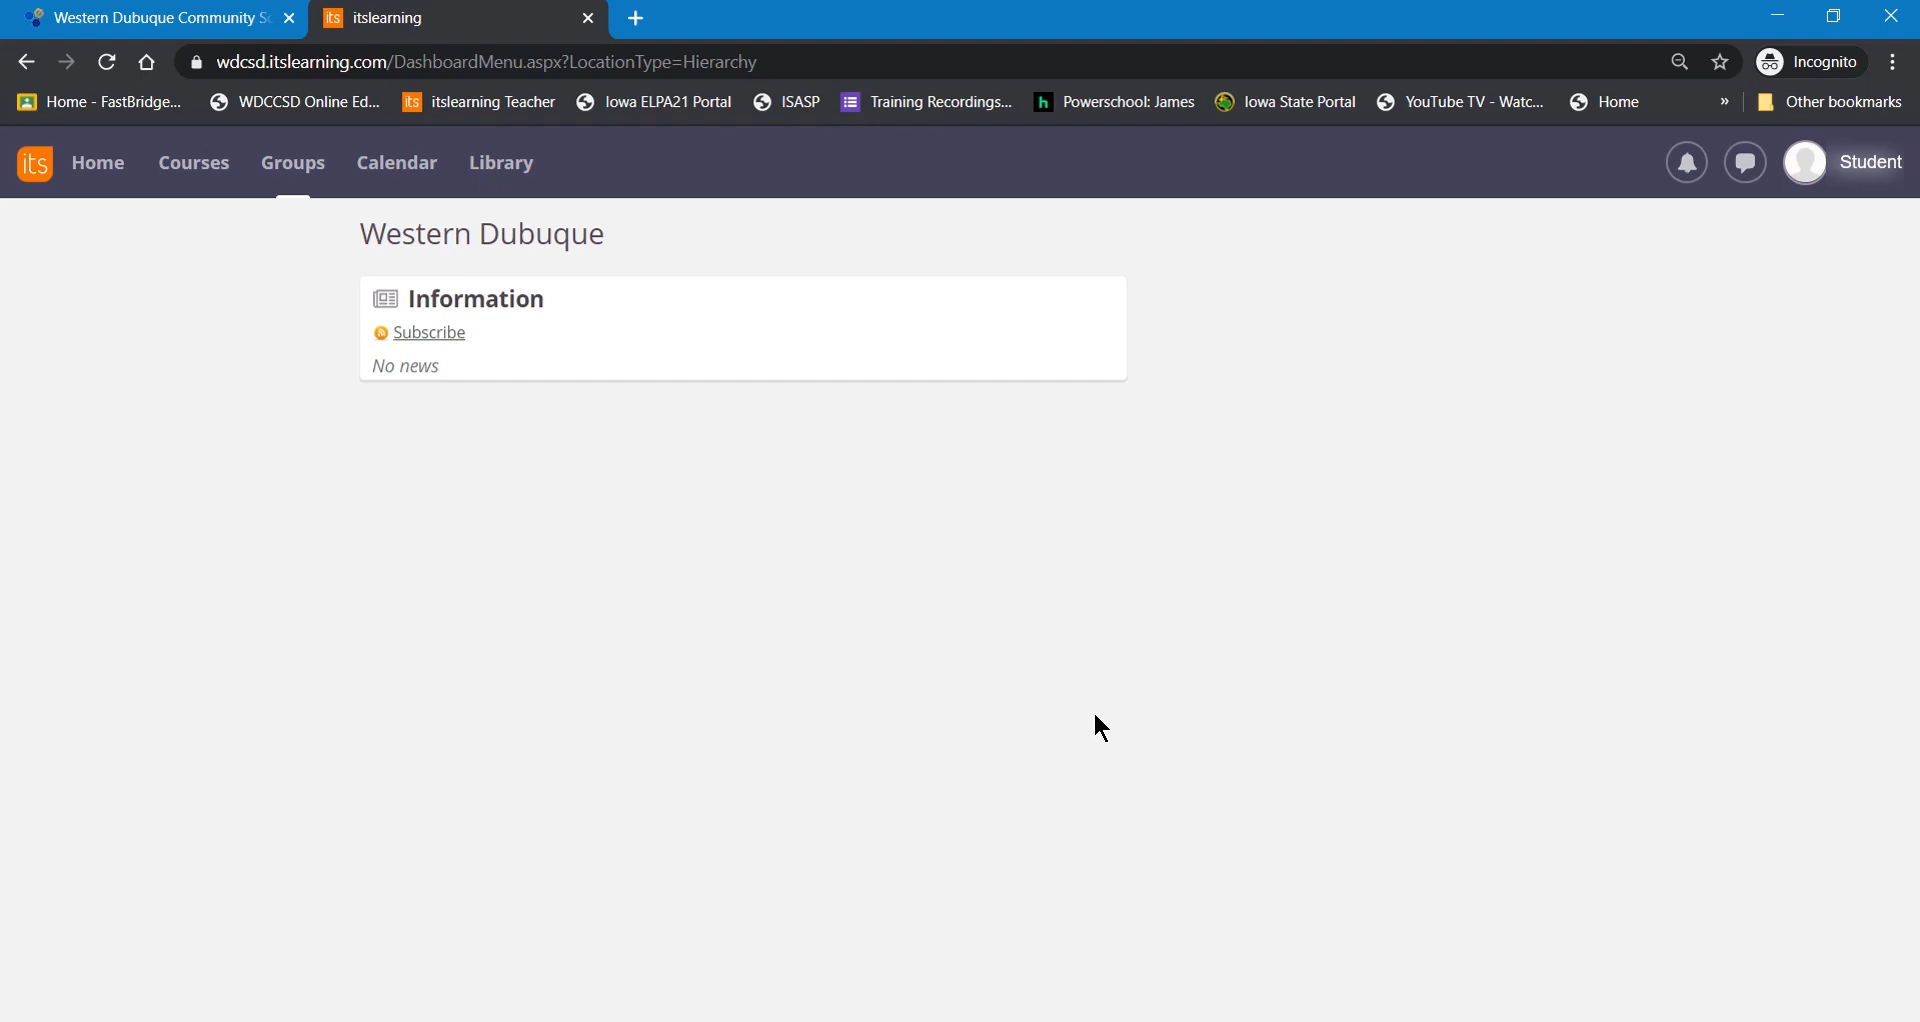 Western Dubuque Community Sc
itslearning
wdcsd.itslearning.com/DashboardMenu.aspx?LocationType=Hierarchy
Incognito
Home - FastBridge...
WDCCSD Online Ed...
its
itslearning Teacher
Iowa ELPA21 Portal
ISASP
Training Recordings...
h
Powerschool: James
Iowa State Portal
YouTube TV - Watc...
Home
»
Other bookmarks
its
Home
Courses
Groups
Calendar
Library
Student
Western Dubuque
Information
Subscribe
No news